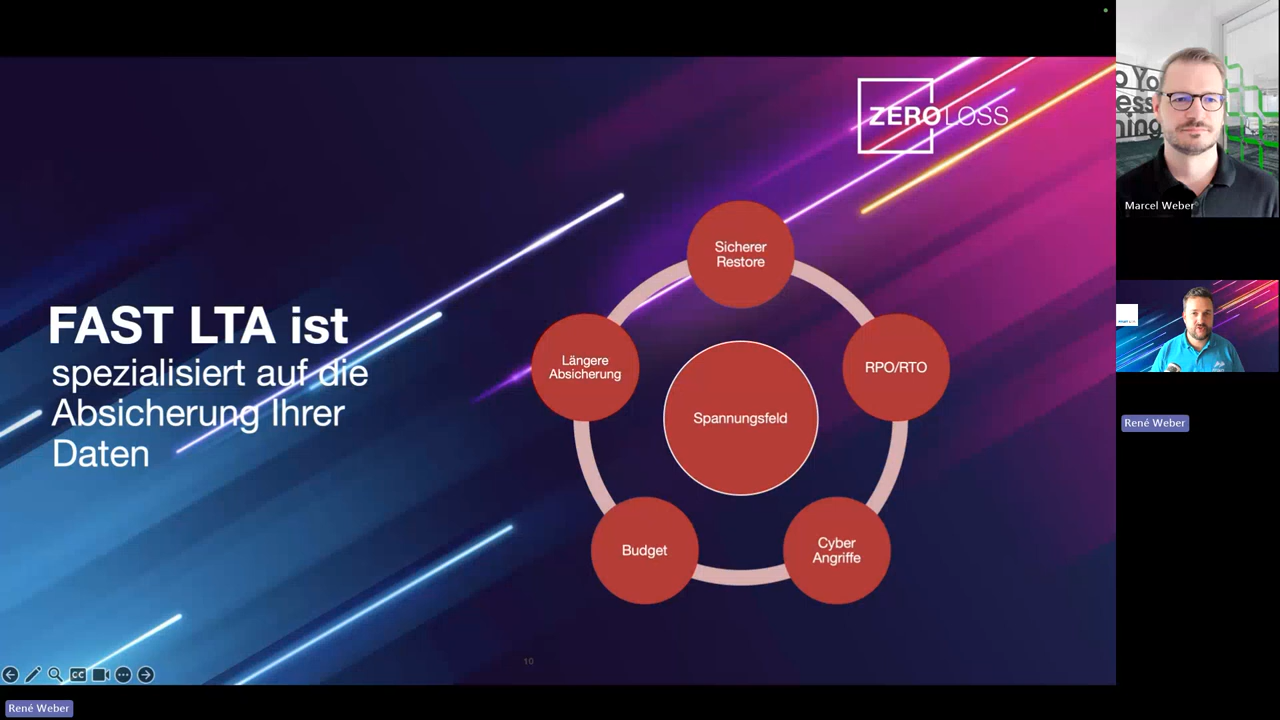 ZEROLOSS
FAST LTA ist
spezialisiert auf die
Absicherung Ihrer
Daten
Sicherer
Restore
Längere
Absicherung
RPO/RTO
Spannungsfeld
Budget
Cyber
Angriffe
10
CC
René Weber
Marcel Weber
René Weber